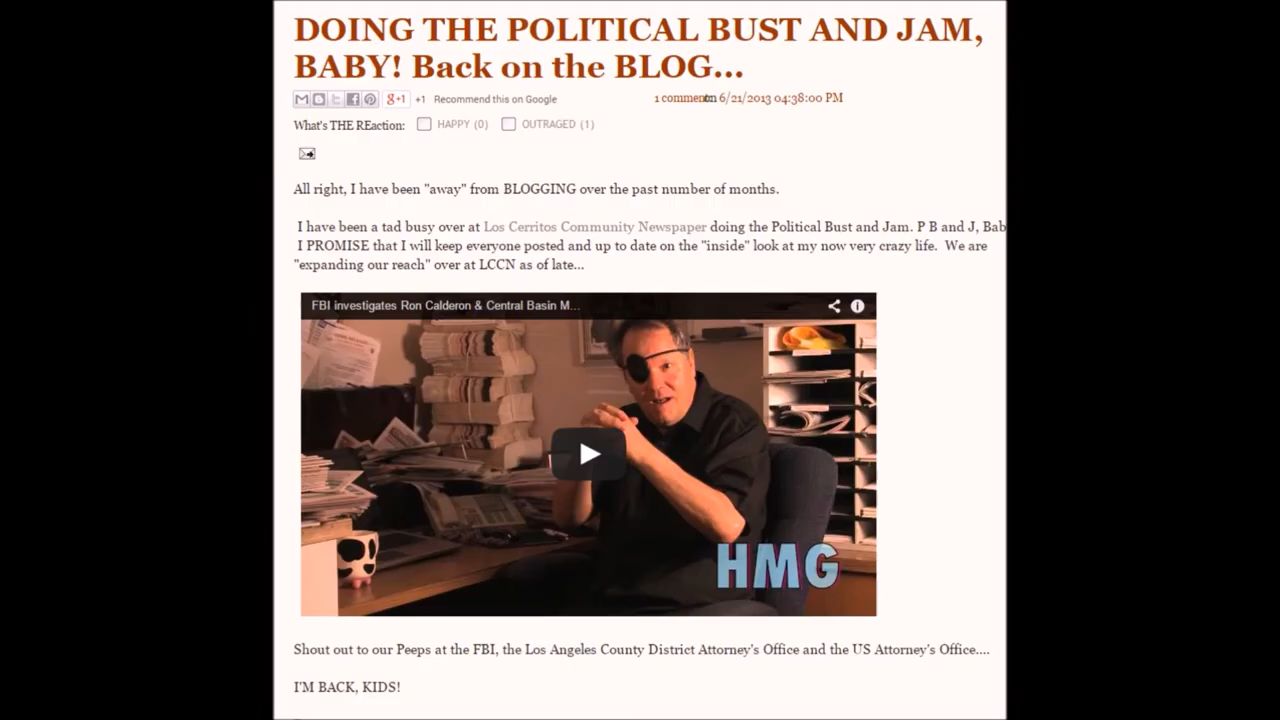 DOING THE POLITICAL BUST AND JAM,
BABY! Back on the BLOG...
g+1 +1 Recommend this on Google 1 comment on 6/21/2013 04:38:00 PM
What's THE REaction: HAPPY (0) OUTRAGED (1)
All right, I have been "away" from BLOGGING over the past number of months.
I have been a tad busy over at Los Cerritos Community Newspaper doing the Political Bust and Jam. P B and J, Bab
I PROMISE that I will keep everyone posted and up to date on the "inside" look at my now very crazy life. We are
"expanding our reach" over at LCCN as of late...
FBI investigates Ron Calderon & Central Basin M...
HMG
Shout out to our Peeps at the FBI, the Los Angeles County District Attorney's Office and the US Attorney's Office....
I'M BACK, KIDS!